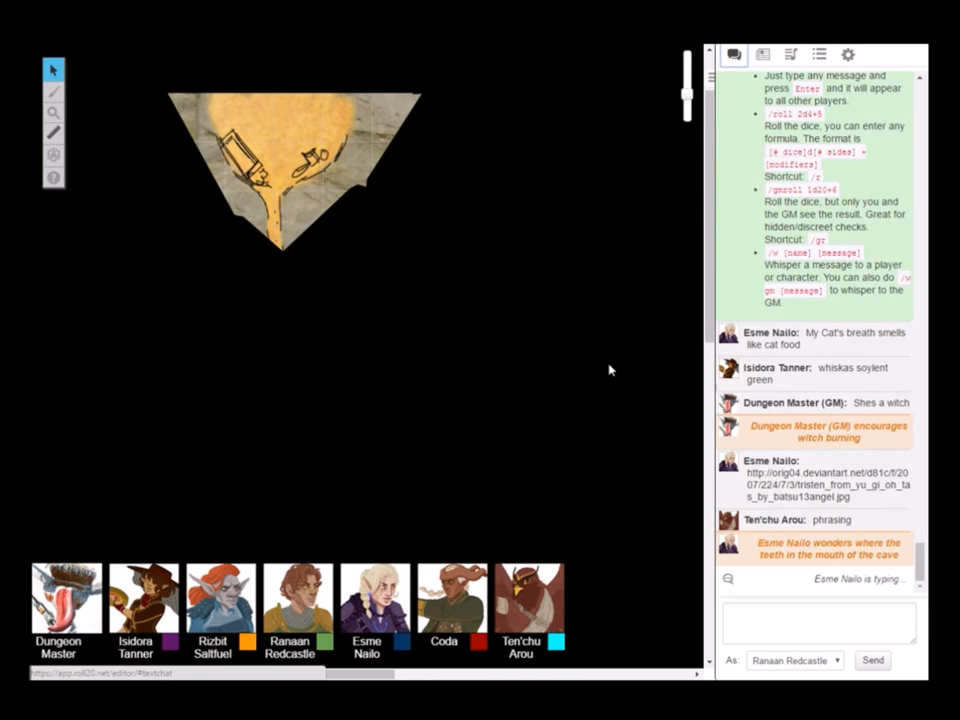 Just type any message and
press Enter and it will appear
to all other players.
/roll 2d4+5
Roll the dice, you can enter any
formula. The format is
[# dice]d[# sides] +
[modifiers]
Shortcut: /r
/gmroll 1d20+6
Roll the dice, but only you and
the GM see the result. Great for
hidden/discreet checks.
Shortcut: /gr
/w [name] [message]
Whisper a message to a player
or character. You can also do /w
gm [message] to whisper to the
GM.
Esme Nailo: My Cat's breath smells
like cat food
Isidora Tanner: whiskas soylent
green
Dungeon Master (GM): Shes a witch
Dungeon Master (GM) encourages
witch burning
Esme Nailo:
http://orig04.deviantart.net/d81c/f/20
07/224/7/3/tristen_from_yu_gi_oh_ta
s_by_batsu13angel.jpg
Ten'chu Arou: phrasing
Esme Nailo wonders where the
teeth in the mouth of the cave
Esme Nailo is typing...
As: Ranaan Redcastle Send
Dungeon
Master
Isidora
Tanner
Rizbit
Saltfuel
Ranaan
Redcastle
Esme
Nailo
Coda
Ten'chu
Arou
https://app.roll20.net/editor/#textchat